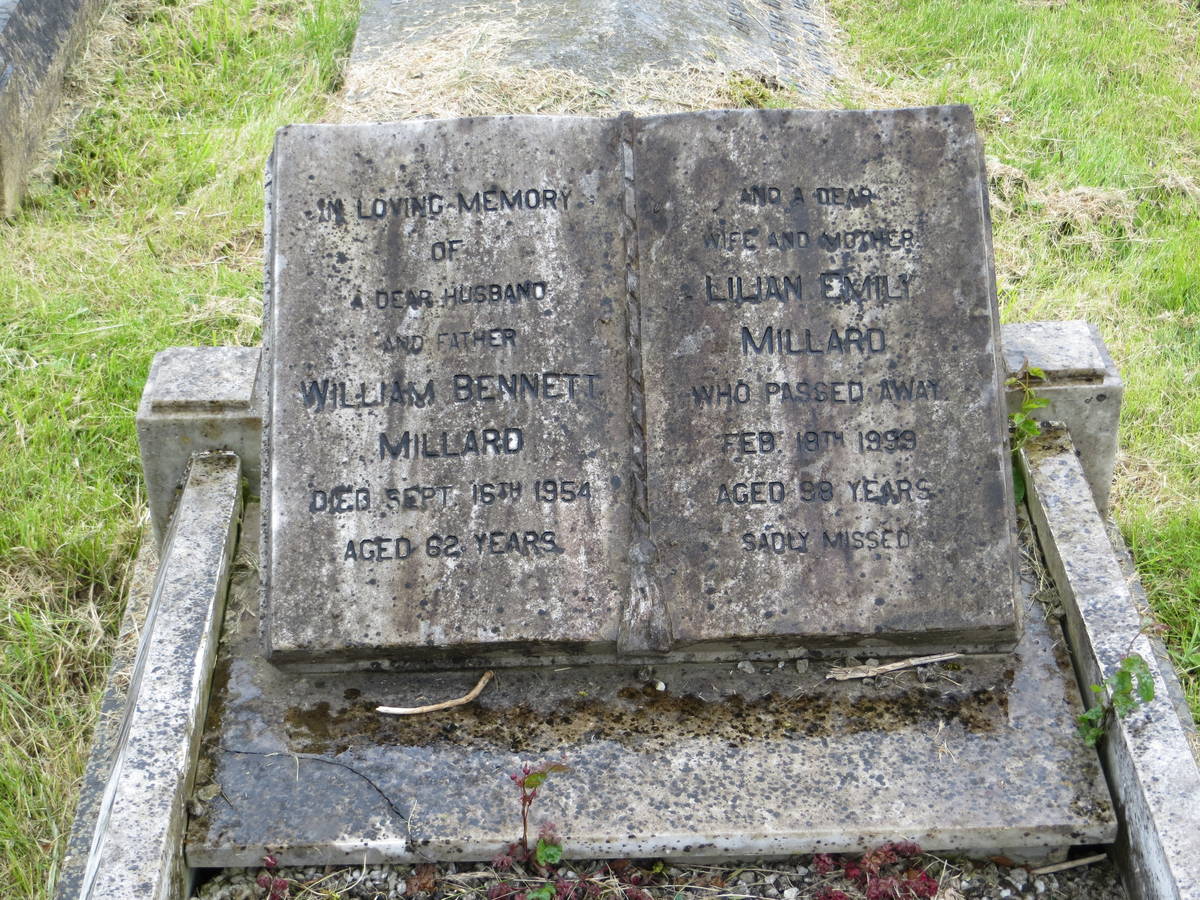 IN LOVING MEMORY
OF
A DEAR HUSBAND
AND FATHER
WILLIAM BENNETT
MILLARD
DIED SEPT. 16TH 1954
AGED 62 YEARS.
AND A DEAR
WIFE AND MOTHER
LILIAN EMILY
MILLARD
WHO PASSED AWAY
FEB. 18TH 1999
AGED 98 YEARS
SADLY MISSED